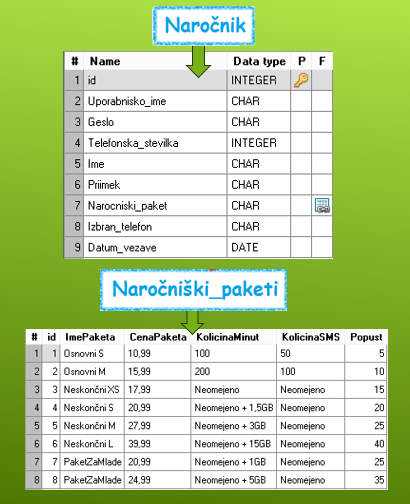 Naročnik
# Name Data type P F
1 id INTEGER
2 Uporabnisko_ime CHAR
3 Geslo CHAR
4 Telefonska_stevilka INTEGER
5 Ime CHAR
6 Priimek CHAR
7 Narocniski_paket CHAR
8 Izbran_telefon CHAR
9 Datum_vezave DATE
Naročniški_paketi
# id ImePaketa CenaPaketa KolicinaMinut KolicinaSMS Popust
1 1 Osnovni S 10,99 100 50 5
2 2 Osnovni M 15,99 200 100 10
3 3 Neskončni XS 17,99 Neomejeno Neomejeno 15
4 4 Neskončni S 20,99 Neomejeno + 1,5GB Neomejeno 20
5 5 Neskončni M 27,99 Neomejeno + 3GB Neomejeno 25
6 6 Neskončni L 39,99 Neomejeno + 15GB Neomejeno 40
7 7 PaketZaMlade 20,99 Neomejeno + 1GB Neomejeno 25
8 8 PaketZaMlade 24,99 Neomejeno + 5GB Neomejeno 35